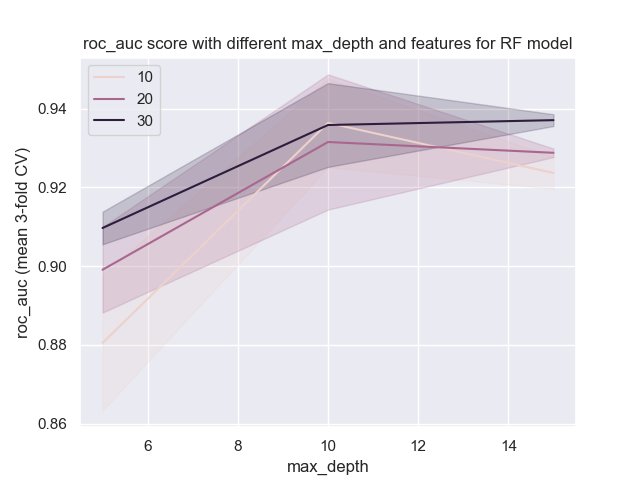 roc_auc score with different max_depth and features for RF model
10
20
30
0.94
0.92
0.90
0.88
0.86
roc_auc (mean 3-fold CV)
6 8 10 12 14
max_depth